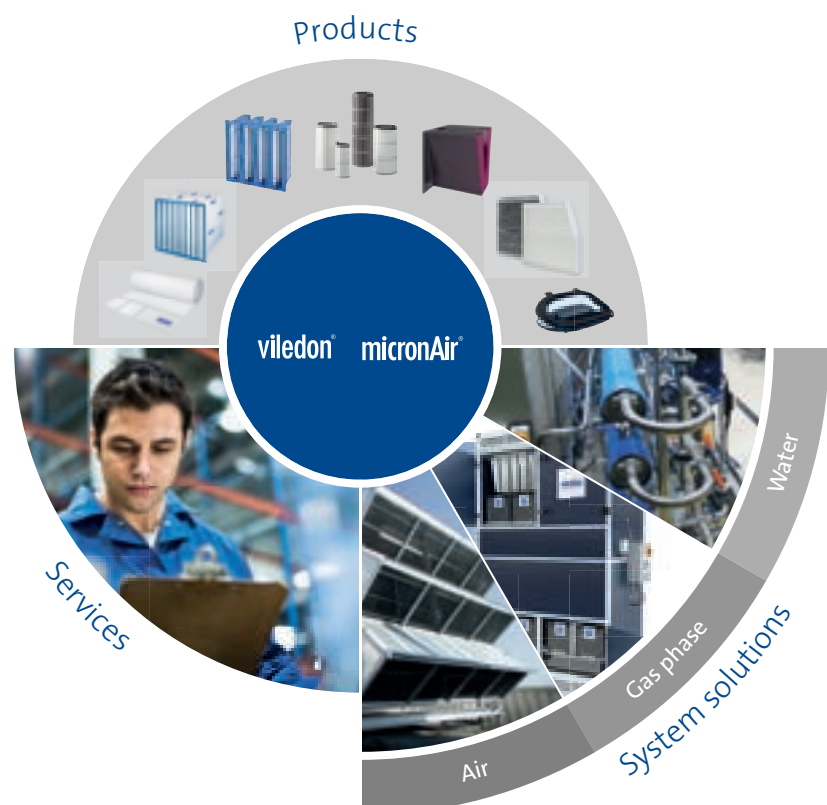 Products
viledon® micronAir®
Water
Services
Gas phase
System solutions
Air